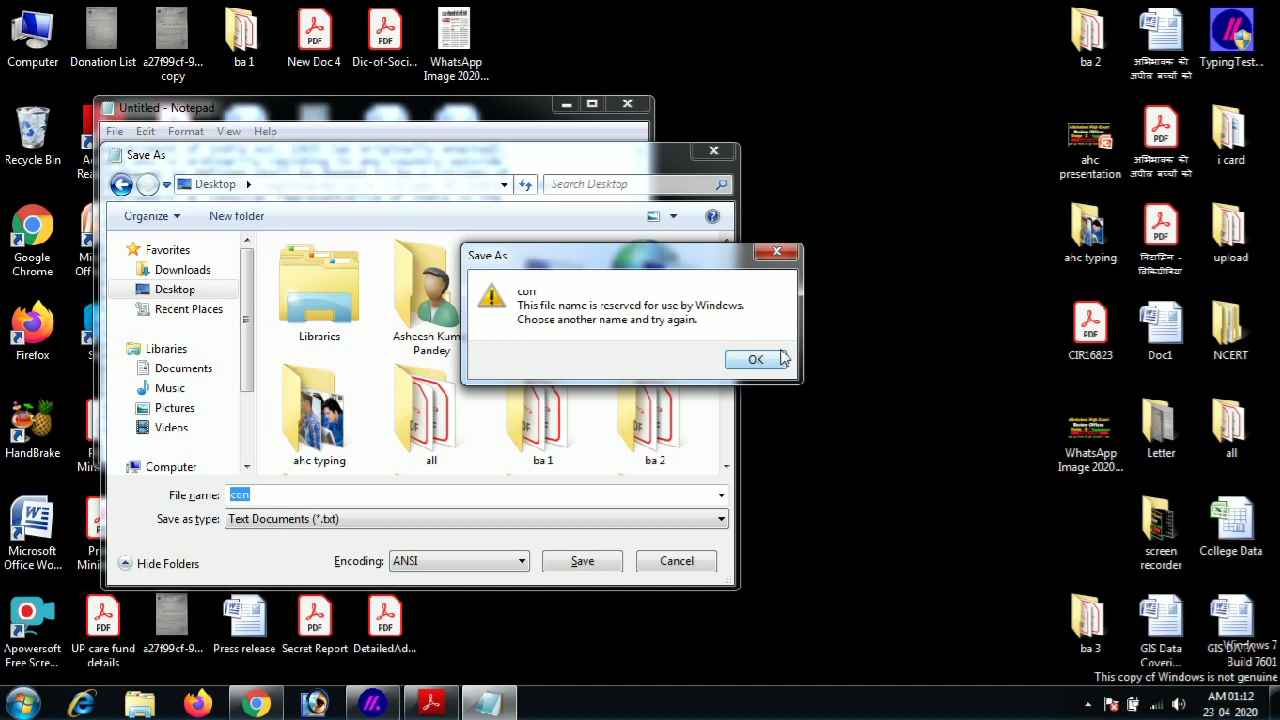 Computer
Donation List
a27f99cf-9...
copy
ba 1
New Doc 4
Dic-of-Soci...
WhatsApp
Image 2020...
ba 2
अभिभावक की
अपील बच्चों को
TypingTest...
Recycle Bin
Google
Chrome
Firefox
HandBrake
Microsoft
Office Wo...
Apowersoft
Free Scre...
UP care fund
details
a27f99cf-9...
Press release
Secret Report
DetailedAd...
Untitled - Notepad
File Edit Format View Help
Save As
Desktop
Search Desktop
Organize
New folder
Favorites
Downloads
Desktop
Recent Places
Libraries
Documents
Music
Pictures
Videos
Computer
Libraries
Asheesh Kum
Pandey
ahc typing
all
ba 1
ba 2
File name: con
Save as type: Text Documents (*.txt)
Hide Folders
Encoding: ANSI
Save
Cancel
Save As
con
This file name is reserved for use by Windows.
Choose another name and try again.
OK
ahc
presentation
अभिभावक की
अपील बच्चों को
i card
ahc typing
upload
CIR16823
Doc1
NCERT
WhatsApp
Image 2020...
Letter
all
screen
recorder
College Data
ba 3
GIS Data
Coveri...
Windows 7
Build 7601
This copy of Windows is not genuine
AM 01:12
23-04-2020